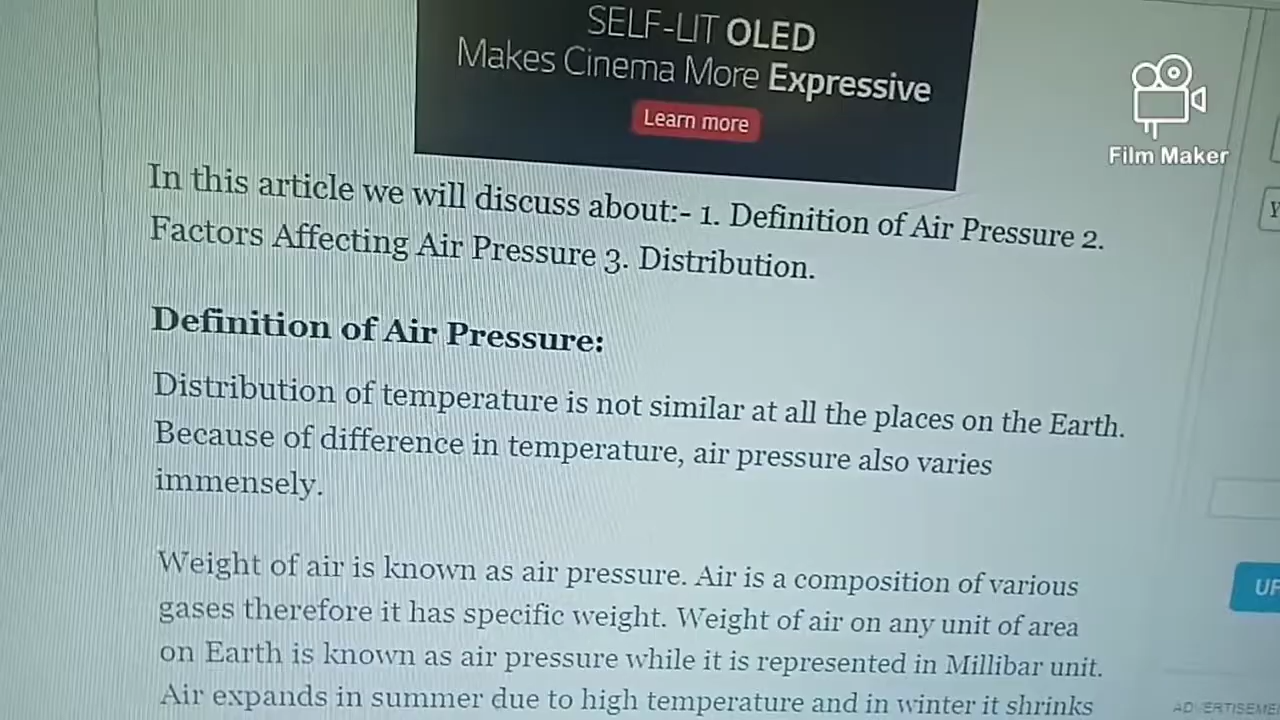 SELF-LIT OLED
Makes Cinema More Expressive
Learn more
Film Maker
In this article we will discuss about:- 1. Definition of Air Pressure 2.
Factors Affecting Air Pressure 3. Distribution.
Definition of Air Pressure:
Distribution of temperature is not similar at all the places on the Earth.
Because of difference in temperature, air pressure also varies
immensely.
Weight of air is known as air pressure. Air is a composition of various
gases therefore it has specific weight. Weight of air on any unit of area
on Earth is known as air pressure while it is represented in Millibar unit.
Air expands in summer due to high temperature and in winter it shrinks